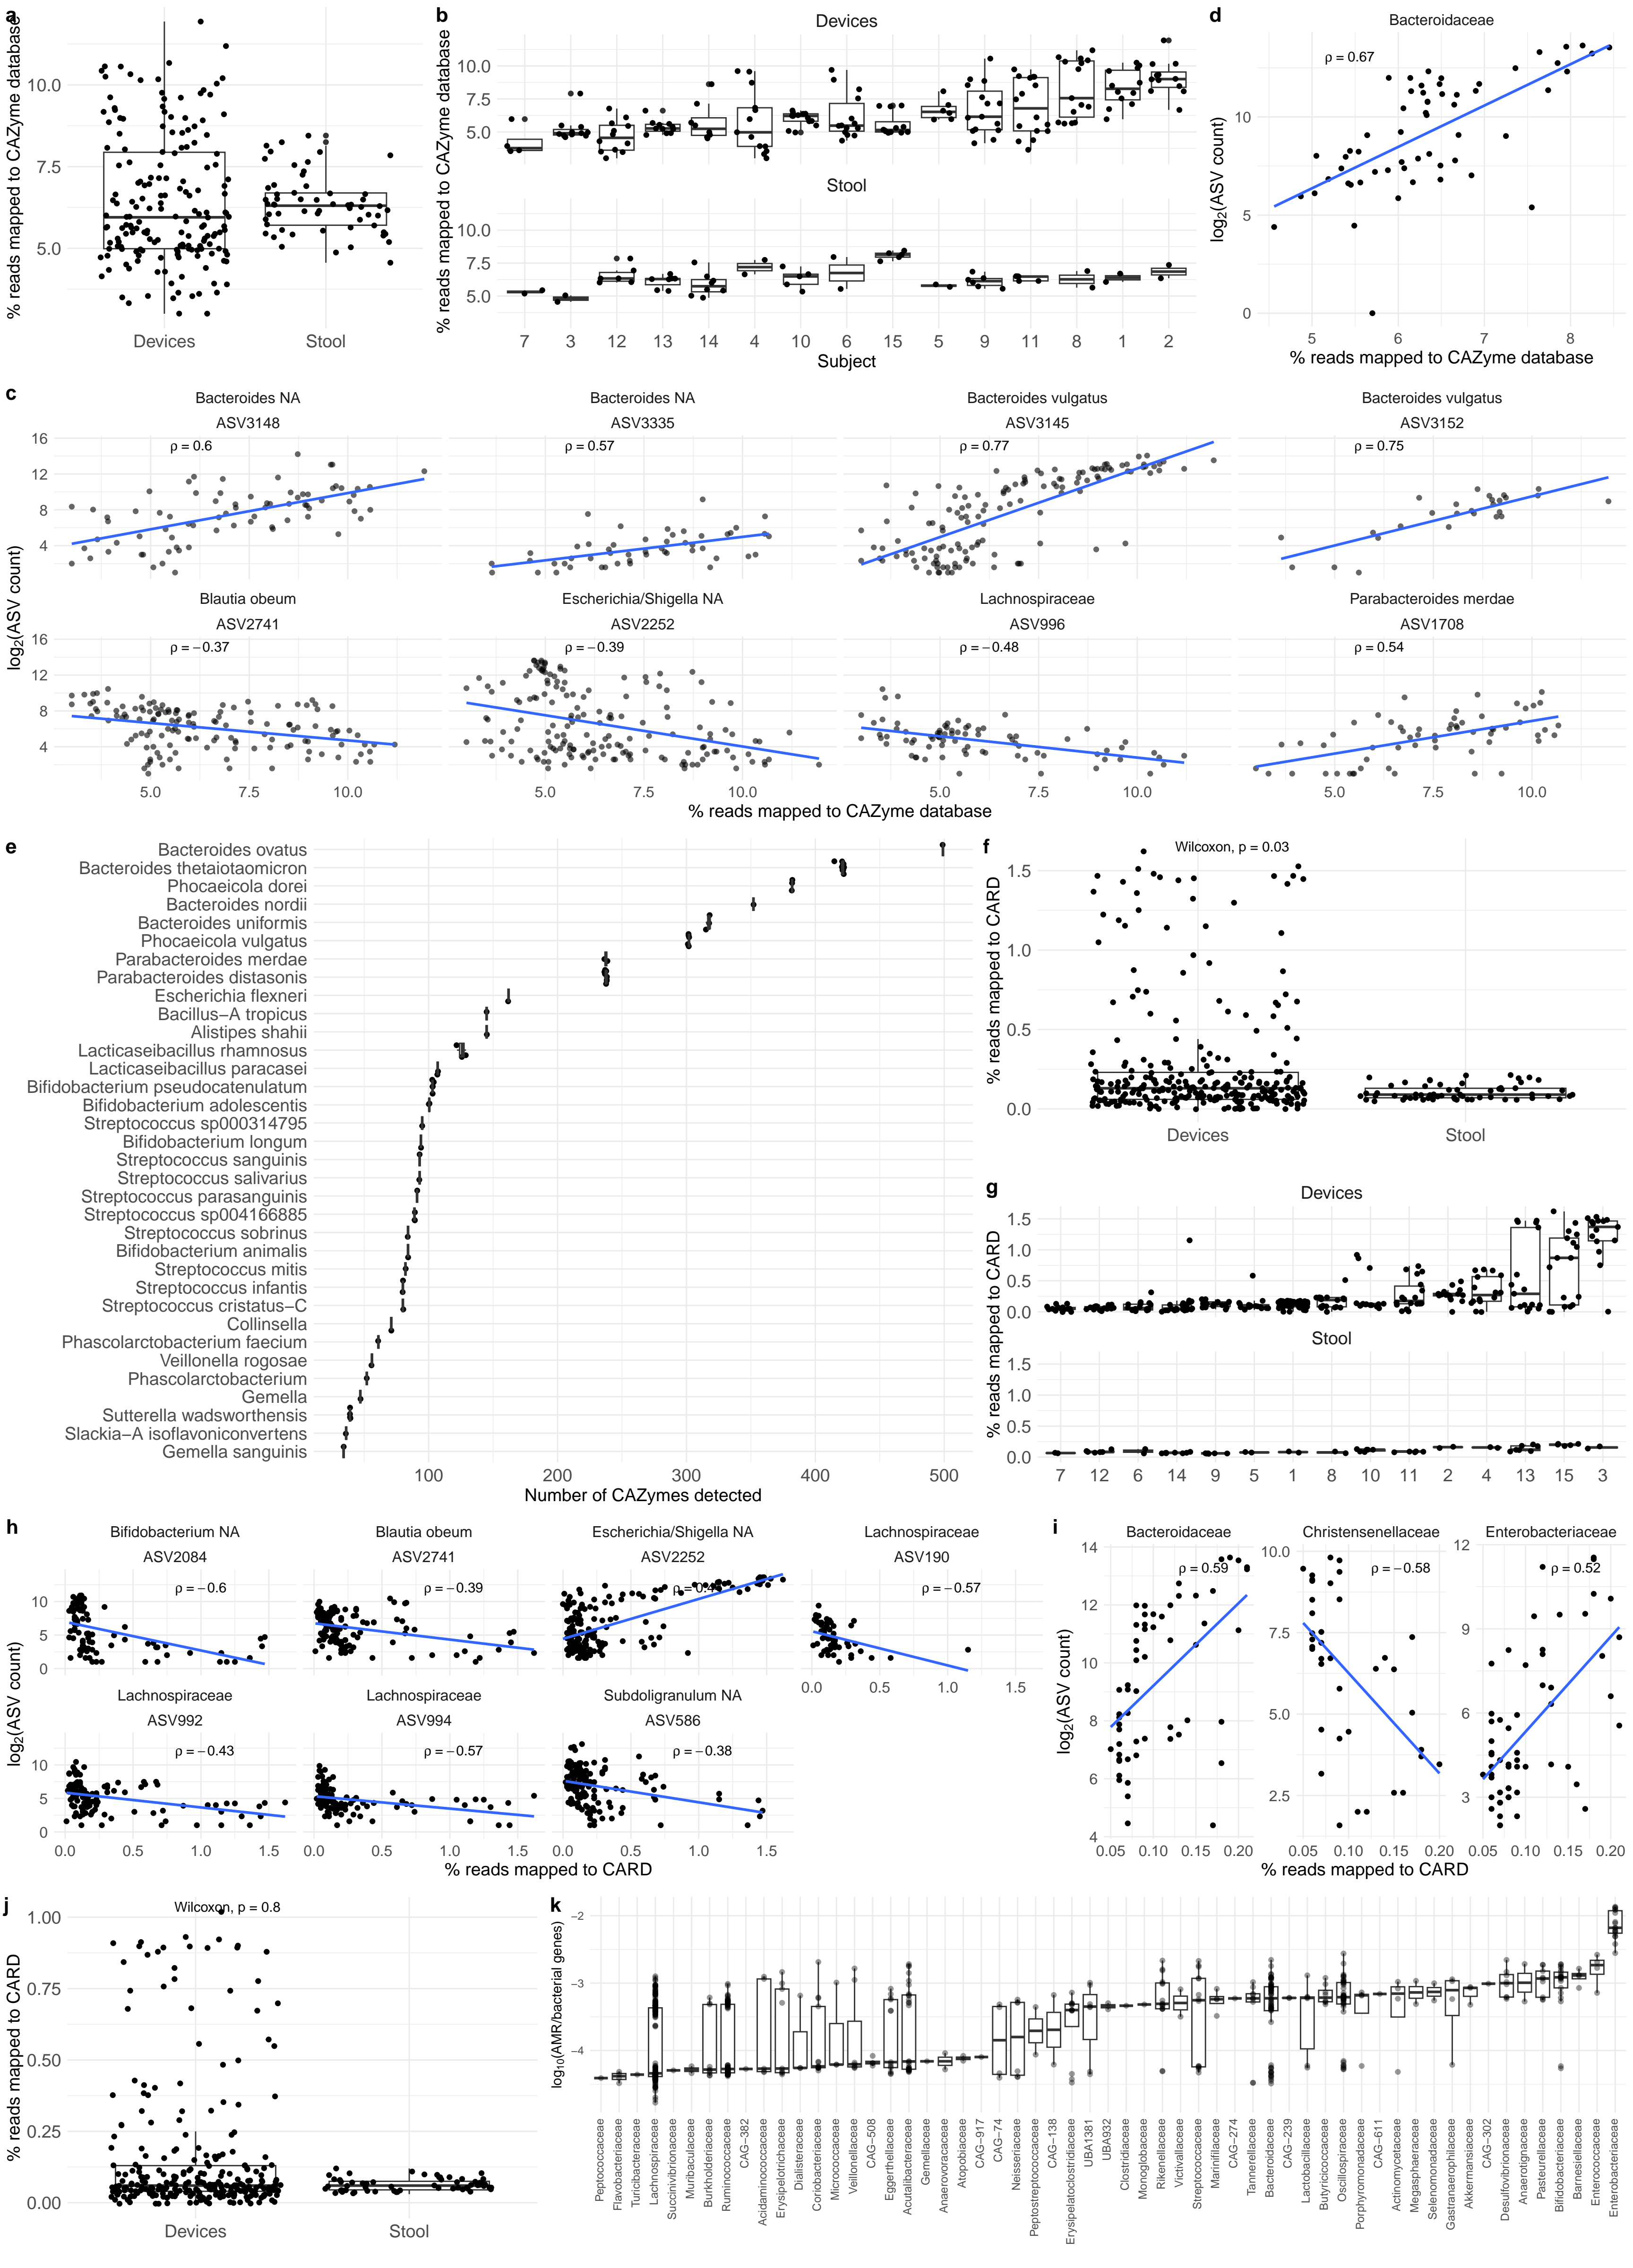 a
% reads mapped to CAZyme database
10.0
7.5
5.0
Devices
Stool
b
% reads mapped to CAZyme database
Devices
10.0
7.5
5.0
Stool
10.0
7.5
5.0
7 3 12 13 14 4 10 6 15 5 9 11 8 1 2
Subject
d
Bacteroidaceae
ρ = 0.67
log₂(ASV count)
10
5
0
5 6 7 8
% reads mapped to CAZyme database
c
log₂(ASV count)
Bacteroides NA
ASV3148
ρ = 0.6
Bacteroides NA
ASV3335
ρ = 0.57
Bacteroides vulgatus
ASV3145
ρ = 0.77
Bacteroides vulgatus
ASV3152
ρ = 0.75
16
12
8
4
Blautia obeum
ASV2741
ρ = −0.37
Escherichia/Shigella NA
ASV2252
ρ = −0.39
Lachnospiraceae
ASV996
ρ = −0.48
Parabacteroides merdae
ASV1708
ρ = 0.54
16
12
8
4
5.0 7.5 10.0 5.0 7.5 10.0 5.0 7.5 10.0 5.0 7.5 10.0
% reads mapped to CAZyme database
e
Bacteroides ovatus
Bacteroides thetaiotaomicron
Phocaeicola dorei
Bacteroides nordii
Bacteroides uniformis
Phocaeicola vulgatus
Parabacteroides merdae
Parabacteroides distasonis
Escherichia flexneri
Bacillus−A tropicus
Alistipes shahii
Lacticaseibacillus rhamnosus
Lacticaseibacillus paracasei
Bifidobacterium pseudocatenulatum
Bifidobacterium adolescentis
Streptococcus sp000314795
Bifidobacterium longum
Streptococcus sanguinis
Streptococcus salivarius
Streptococcus parasanguinis
Streptococcus sp004166885
Streptococcus sobrinus
Bifidobacterium animalis
Streptococcus mitis
Streptococcus infantis
Streptococcus cristatus−C
Collinsella
Phascolarctobacterium faecium
Veillonella rogosae
Phascolarctobacterium
Gemella
Sutterella wadsworthensis
Slackia−A isoflavoniconvertens
Gemella sanguinis
100 200 300 400 500
Number of CAZymes detected
f
Wilcoxon, p = 0.03
% reads mapped to CARD
1.5
1.0
0.5
0.0
Devices
Stool
g
% reads mapped to CARD
Devices
1.5
1.0
0.5
0.0
Stool
1.5
1.0
0.5
0.0
7 12 6 14 9 5 1 8 10 11 2 4 13 15 3
h
log₂(ASV count)
Bifidobacterium NA
ASV2084
ρ = −0.6
Blautia obeum
ASV2741
ρ = −0.39
Escherichia/Shigella NA
ASV2252
Lachnospiraceae
ASV190
ρ = −0.57
10
5
0
0.0 0.5 1.0 1.5
Lachnospiraceae
ASV992
ρ = −0.43
Lachnospiraceae
ASV994
ρ = −0.57
Subdoligranulum NA
ASV586
ρ = −0.38
10
5
0
0.0 0.5 1.0 1.5 0.0 0.5 1.0 1.5 0.0 0.5 1.0 1.5
% reads mapped to CARD
i
log₂(ASV count)
Bacteroidaceae
ρ = 0.59
14
12
10
8
6
4
Christensenellaceae
ρ = −0.58
10.0
7.5
5.0
2.5
Enterobacteriaceae
ρ = 0.52
12
9
6
3
0.05 0.10 0.15 0.20 0.05 0.10 0.15 0.20 0.05 0.10 0.15 0.20
% reads mapped to CARD
j
Wilcoxon, p = 0.8
% reads mapped to CARD
1.00
0.75
0.50
0.25
0.00
Devices
Stool
k
log₁₀(AMR/bacterial genes)
−2
−3
−4
Peptococcaceae
Flavobacteriaceae
Turicibacteraceae
Lachnospiraceae
Succinivibrionaceae
Muribaculaceae
Burkholderiaceae
Ruminococcaceae
CAG−382
Acidaminococcaceae
Erysipelotrichaceae
Dialisteraceae
Coriobacteriaceae
Micrococcaceae
Veillonellaceae
CAG−508
Eggerthellaceae
Acutalibacteraceae
Gemellaceae
Anaerovoracaceae
Atopobiaceae
CAG−917
CAG−74
Neisseriaceae
Peptostreptococcaceae
CAG−138
Erysipelatoclostridiaceae
UBA1381
UBA932
Clostridiaceae
Monoglobaceae
Rikenellaceae
Victivallaceae
Streptococcaceae
Marinifilaceae
CAG−274
Tannerellaceae
Bacteroidaceae
CAG−239
Lactobacillaceae
Butyricicoccaceae
Oscillospiraceae
Porphyromonadaceae
CAG−611
Actinomycetaceae
Megasphaeraceae
Selenomonadaceae
Gastranaerophilaceae
Akkermansiaceae
CAG−302
Desulfovibrionaceae
Anaerotignaceae
Pasteurellaceae
Bifidobacteriaceae
Barnesiellaceae
Enterococcaceae
Enterobacteriaceae